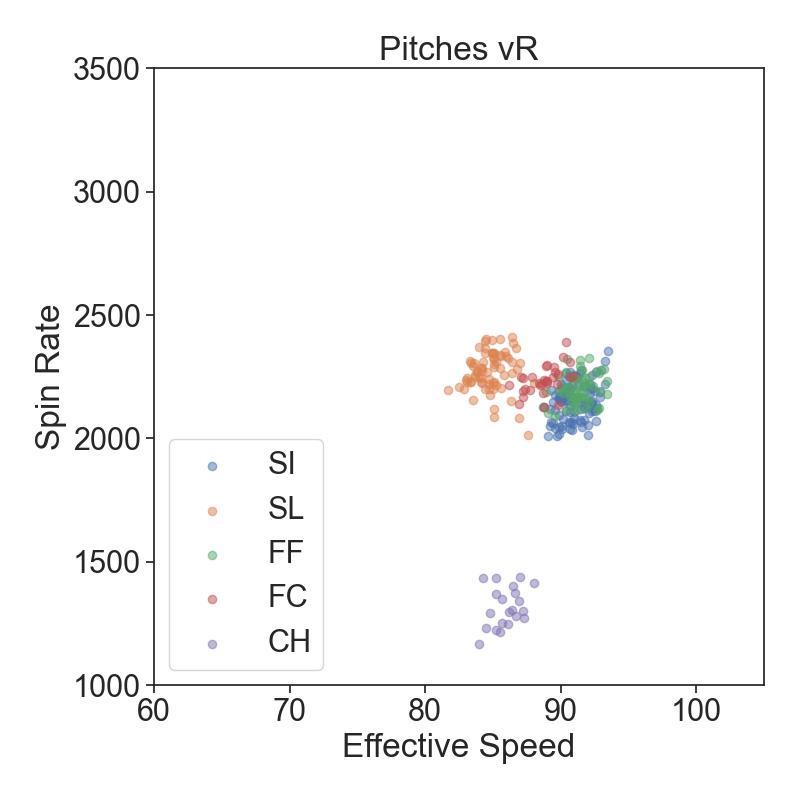 Pitches vR
3500
3000
2500
2000
1500
1000
Spin Rate
SI
SL
FF
FC
CH
60 70 80 90 100
Effective Speed